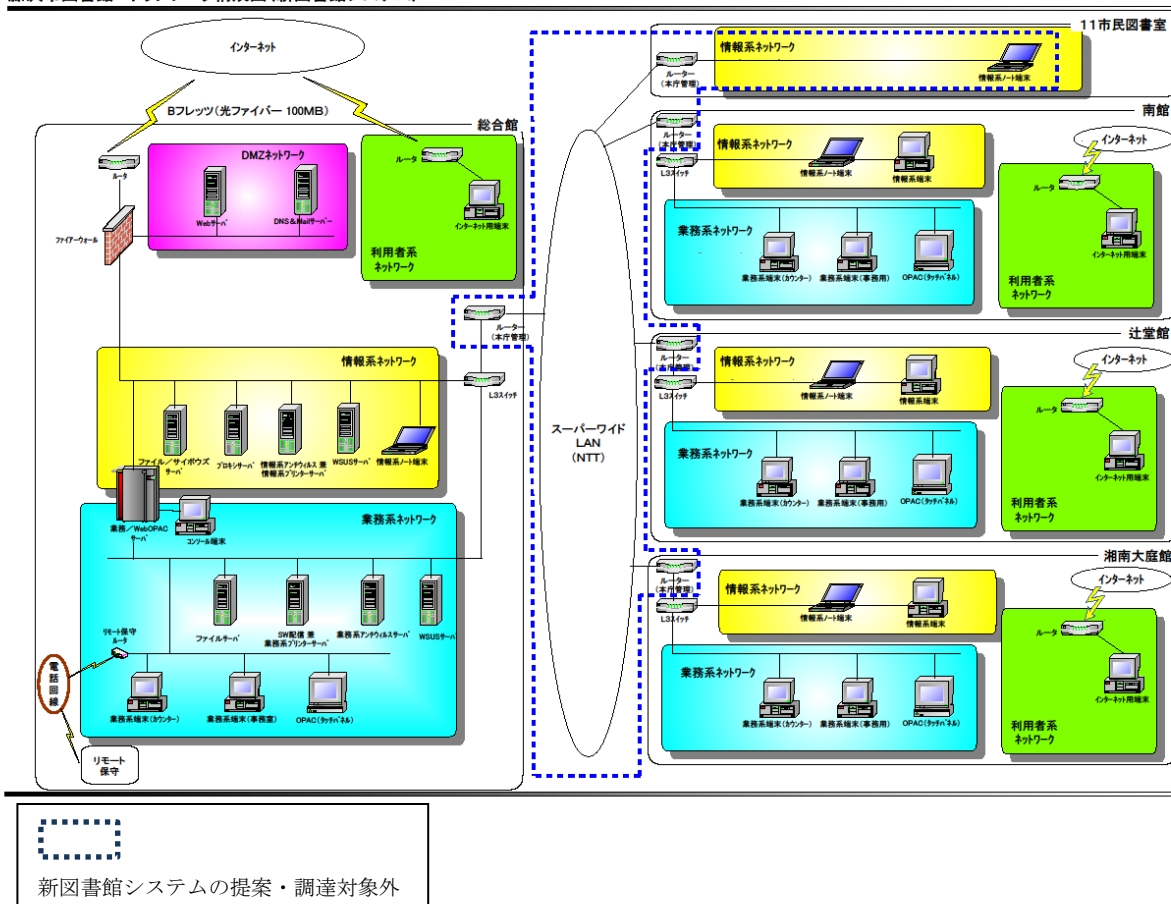 インターネット
Bフレッツ(光ファイバー 100MB)
総合館
ルータ
DMZネットワーク
Webサーバ
DNS&Mailサーバー
ファイアーウォール
ルータ
インターネット用端末
利用者系
ネットワーク
ルーター
(本庁管理)
L3スイッチ
情報系ネットワーク
ファイル/サイボウズ
サーバ
プロキシサーバ
情報系アンチウィルス 兼
情報系プリンターサーバ
WSUSサーバ
情報系ノート端末
業務/WebOPAC
サーバ
コンソール端末
業務系ネットワーク
ファイルサーバ
SW配信 兼
業務系プリンターサーバ
業務系アンチウィルスサーバ
WSUSサーバ
リモート保守
ルータ
電話回線
業務系端末(カウンター)
業務系端末(事務室)
OPAC(タッチパネル)
リモート
保守
スーパーワイド
LAN
(NTT)
11市民図書室
情報系ネットワーク
ルーター
(本庁管理)
情報系ノート端末
南館
ルーター
(本庁管理)
L3スイッチ
情報系ネットワーク
情報系ノート端末
情報系端末
業務系ネットワーク
業務系端末(カウンター)
業務系端末(事務用)
OPAC(タッチパネル)
インターネット
ルータ
インターネット用端末
利用者系
ネットワーク
辻堂館
ルーター
(本庁管理)
L3スイッチ
情報系ネットワーク
情報系ノート端末
情報系端末
業務系ネットワーク
業務系端末(カウンター)
業務系端末(事務用)
OPAC(タッチパネル)
インターネット
ルータ
インターネット用端末
利用者系
ネットワーク
湘南大庭館
ルーター
(本庁管理)
L3スイッチ
情報系ネットワーク
情報系ノート端末
情報系端末
業務系ネットワーク
業務系端末(カウンター)
業務系端末(事務用)
OPAC(タッチパネル)
インターネット
ルータ
インターネット用端末
利用者系
ネットワーク
新図書館システムの提案・調達対象外